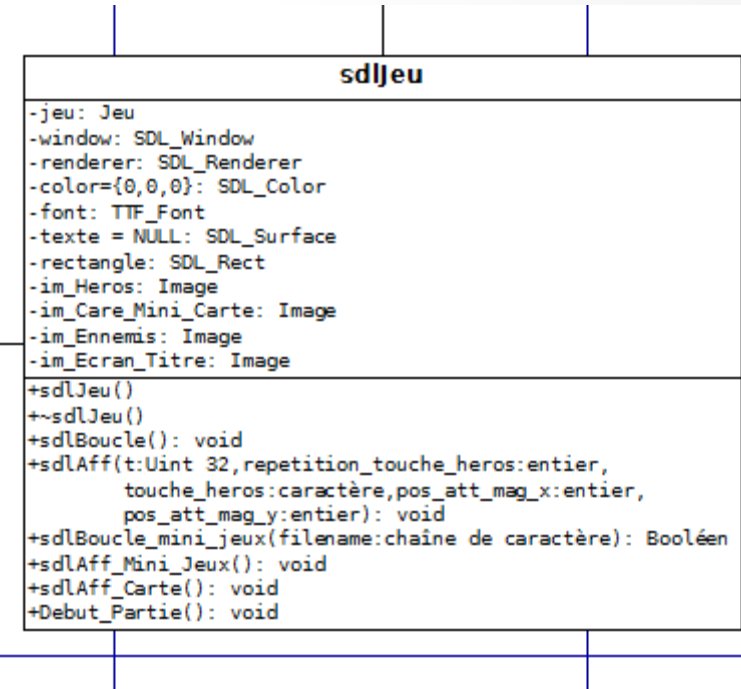 sdlJeu
-jeu: Jeu
-window: SDL_Window
-renderer: SDL_Renderer
-color={0,0,0}: SDL_Color
-font: TTF_Font
-texte = NULL: SDL_Surface
-rectangle: SDL_Rect
-im_Heros: Image
-im_Care_Mini_Carte: Image
-im_Ennemis: Image
-im_Ecran_Titre: Image
+sdlJeu()
+~sdlJeu()
+sdlBoucle(): void
+sdlAff(t:Uint 32,repetition_touche_heros:entier,
touche_heros:caractère,pos_att_mag_x:entier,
pos_att_mag_y:entier): void
+sdlBoucle_mini_jeux(filename:chaîne de caractère): Booléen
+sdlAff_Mini_Jeux(): void
+sdlAff_Carte(): void
+Debut_Partie(): void